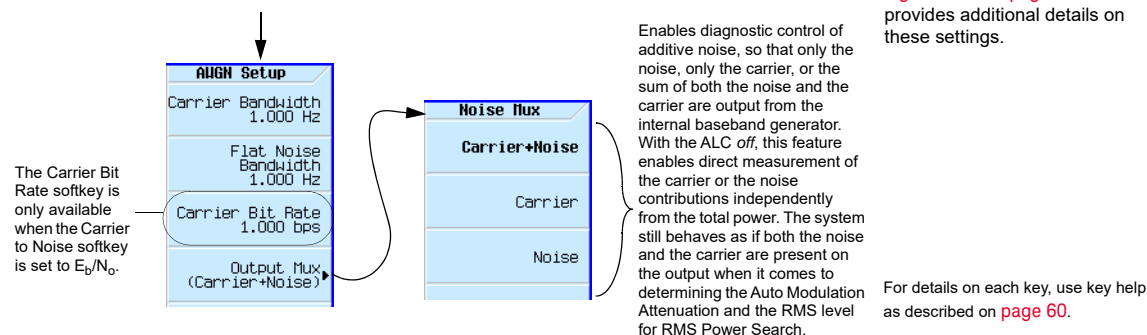 AWGN Setup
Carrier Bandwidth
1.000 Hz
Flat Noise
Bandwidth
1.000 Hz
Carrier Bit Rate
1.000 bps
Output Mux
(Carrier+Noise)
The Carrier Bit
Rate softkey is
only available
when the Carrier
to Noise softkey
is set to Eb/No.
Noise Mux
Carrier+Noise
Carrier
Noise
Enables diagnostic control of
additive noise, so that only the
noise, only the carrier, or the
sum of both the noise and the
carrier are output from the
internal baseband generator.
With the ALC off, this feature
enables direct measurement of
the carrier or the noise
contributions independently
from the total power. The system
still behaves as if both the noise
and the carrier are present on
the output when it comes to
determining the Auto Modulation
Attenuation and the RMS level
for RMS Power Search.
provides additional details on
these settings.
For details on each key, use key help
as described on page 60.